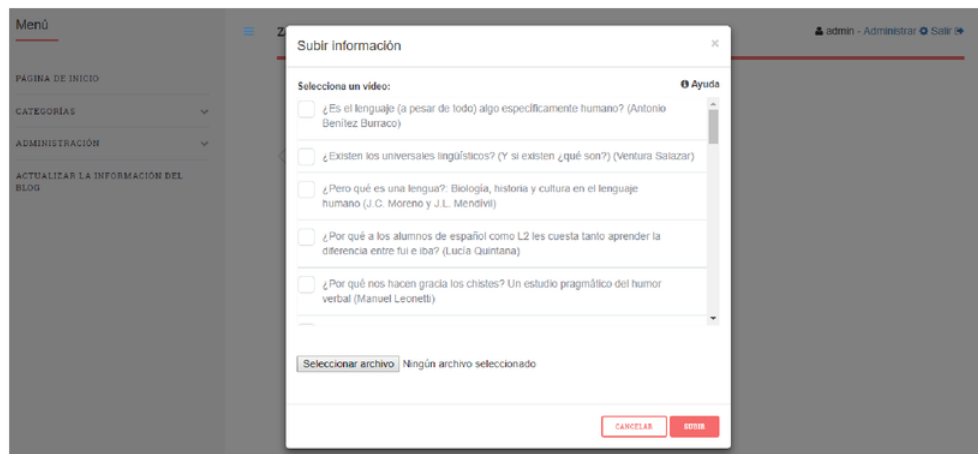 Menú
Z
admin - Administrar Salir
PÁGINA DE INICIO
CATEGORÍAS
ADMINISTRACIÓN
ACTUALIZAR LA INFORMACIÓN DEL
BLOG
Subir información
×
Selecciona un vídeo:
Ayuda
¿Es el lenguaje (a pesar de todo) algo específicamente humano? (Antonio
Benítez Burraco)
¿Existen los universales lingüísticos? (Y si existen ¿qué son?) (Ventura Salazar)
¿Pero qué es una lengua?: Biología, historia y cultura en el lenguaje
humano (J.C. Moreno y J.L. Mendívil)
¿Por qué a los alumnos de español como L2 les cuesta tanto aprender la
diferencia entre fui e iba? (Lucía Quintana)
¿Por qué nos hacen gracia los chistes? Un estudio pragmático del humor
verbal (Manuel Leonetti)
Seleccionar archivo Ningún archivo seleccionado
CANCELAR
SUBIR